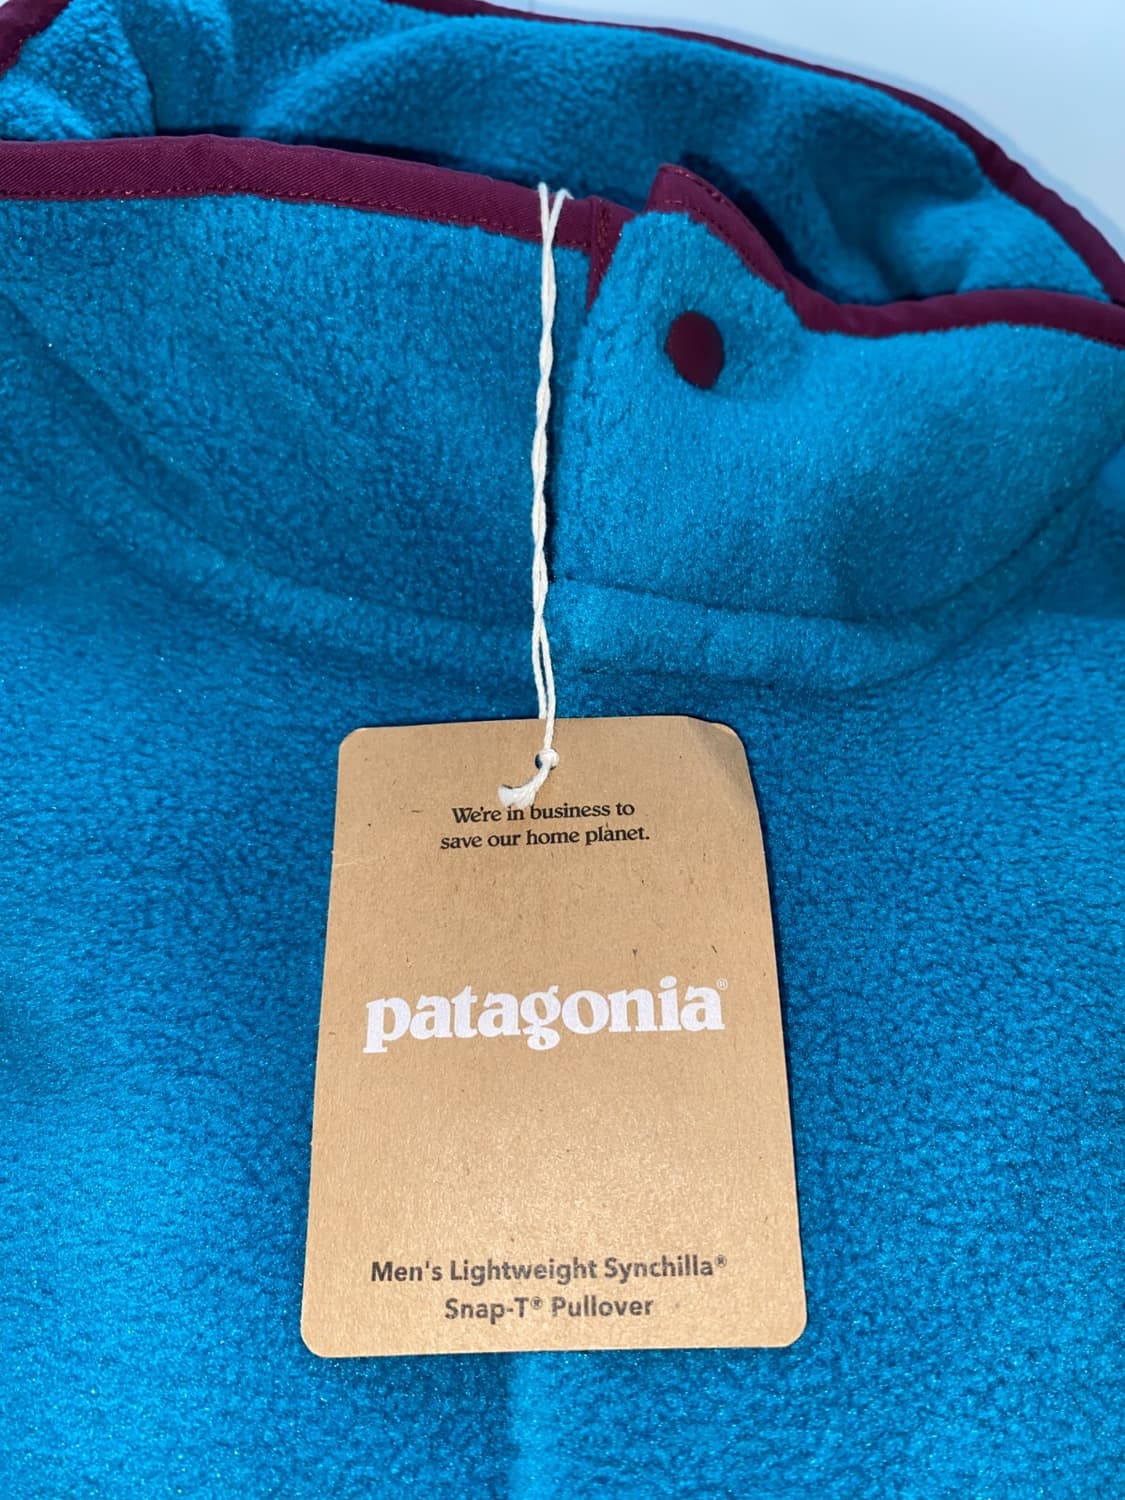 We're in business to
save our home planet.
patagonia®
Men's Lightweight Synchilla®
Snap-T® Pullover